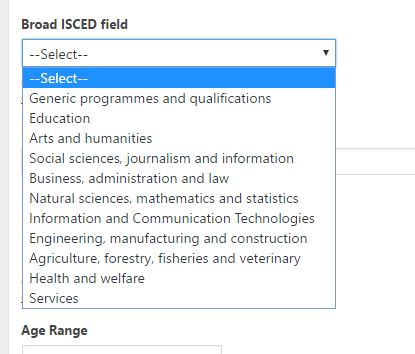 Broad ISCED field
--Select--
--Select--
Generic programmes and qualifications
Education
Arts and humanities
Social sciences, journalism and information
Business, administration and law
Natural sciences, mathematics and statistics
Information and Communication Technologies
Engineering, manufacturing and construction
Agriculture, forestry, fisheries and veterinary
Health and welfare
Services
Age Range